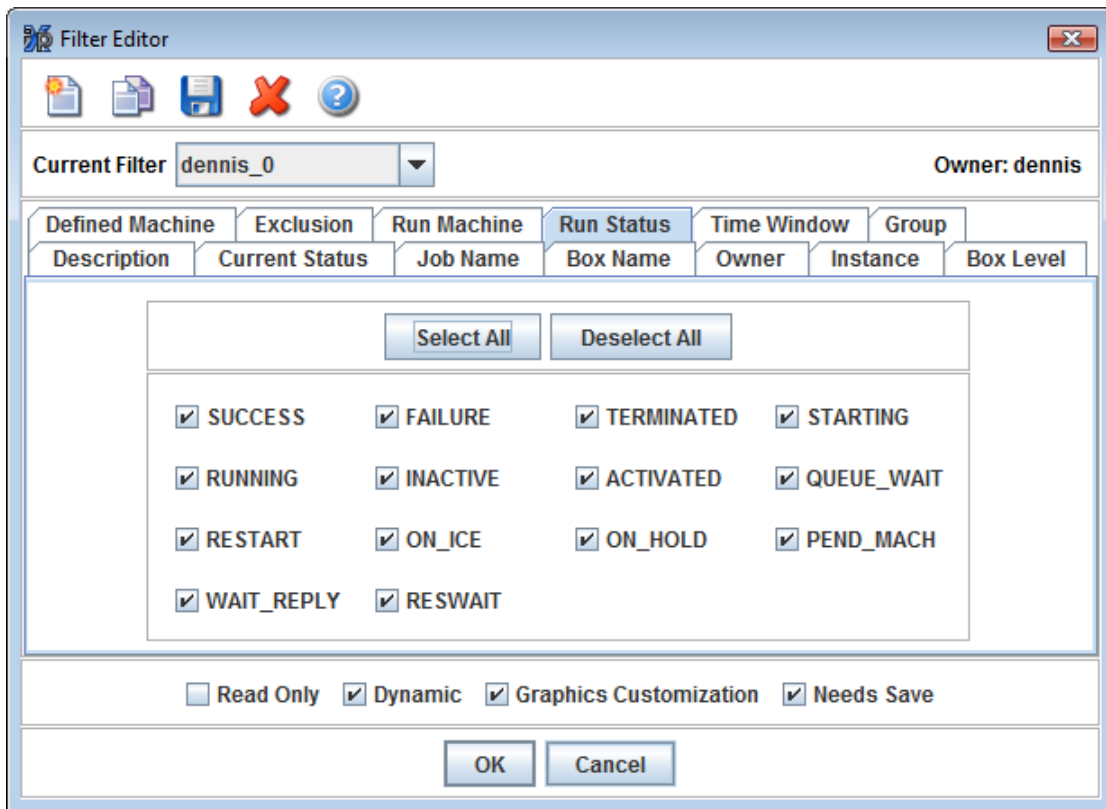 Filter Editor
Current Filter dennis_0 Owner: dennis
Defined Machine Exclusion Run Machine Run Status Time Window Group
Description Current Status Job Name Box Name Owner Instance Box Level
Select All Deselect All
SUCCESS FAILURE TERMINATED STARTING
RUNNING INACTIVE ACTIVATED QUEUE_WAIT
RESTART ON_ICE ON_HOLD PEND_MACH
WAIT_REPLY RESWAIT
Read Only Dynamic Graphics Customization Needs Save
OK Cancel